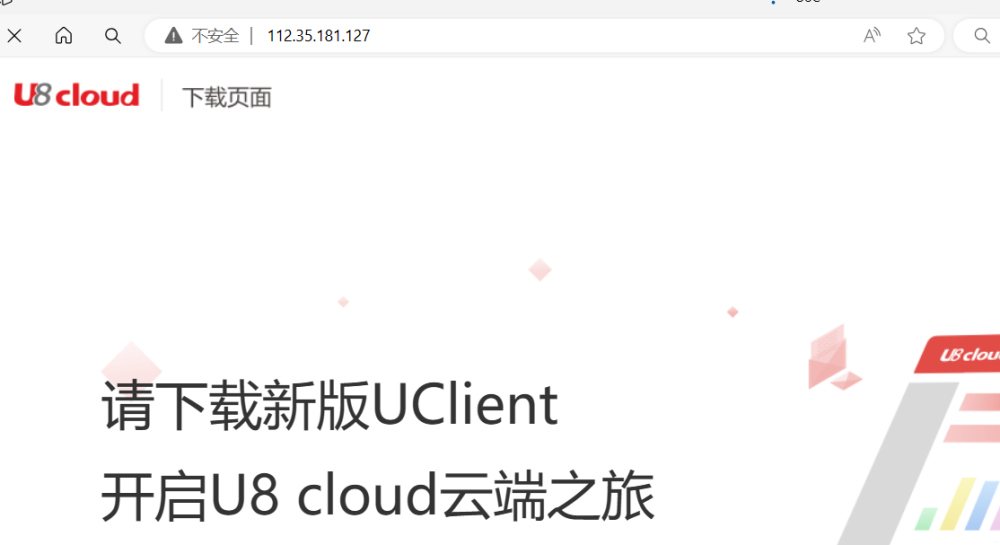 不安全 | 112.35.181.127
U8 cloud | 下载页面
U8 clou
请下载新版UClient
开启U8 cloud云端之旅